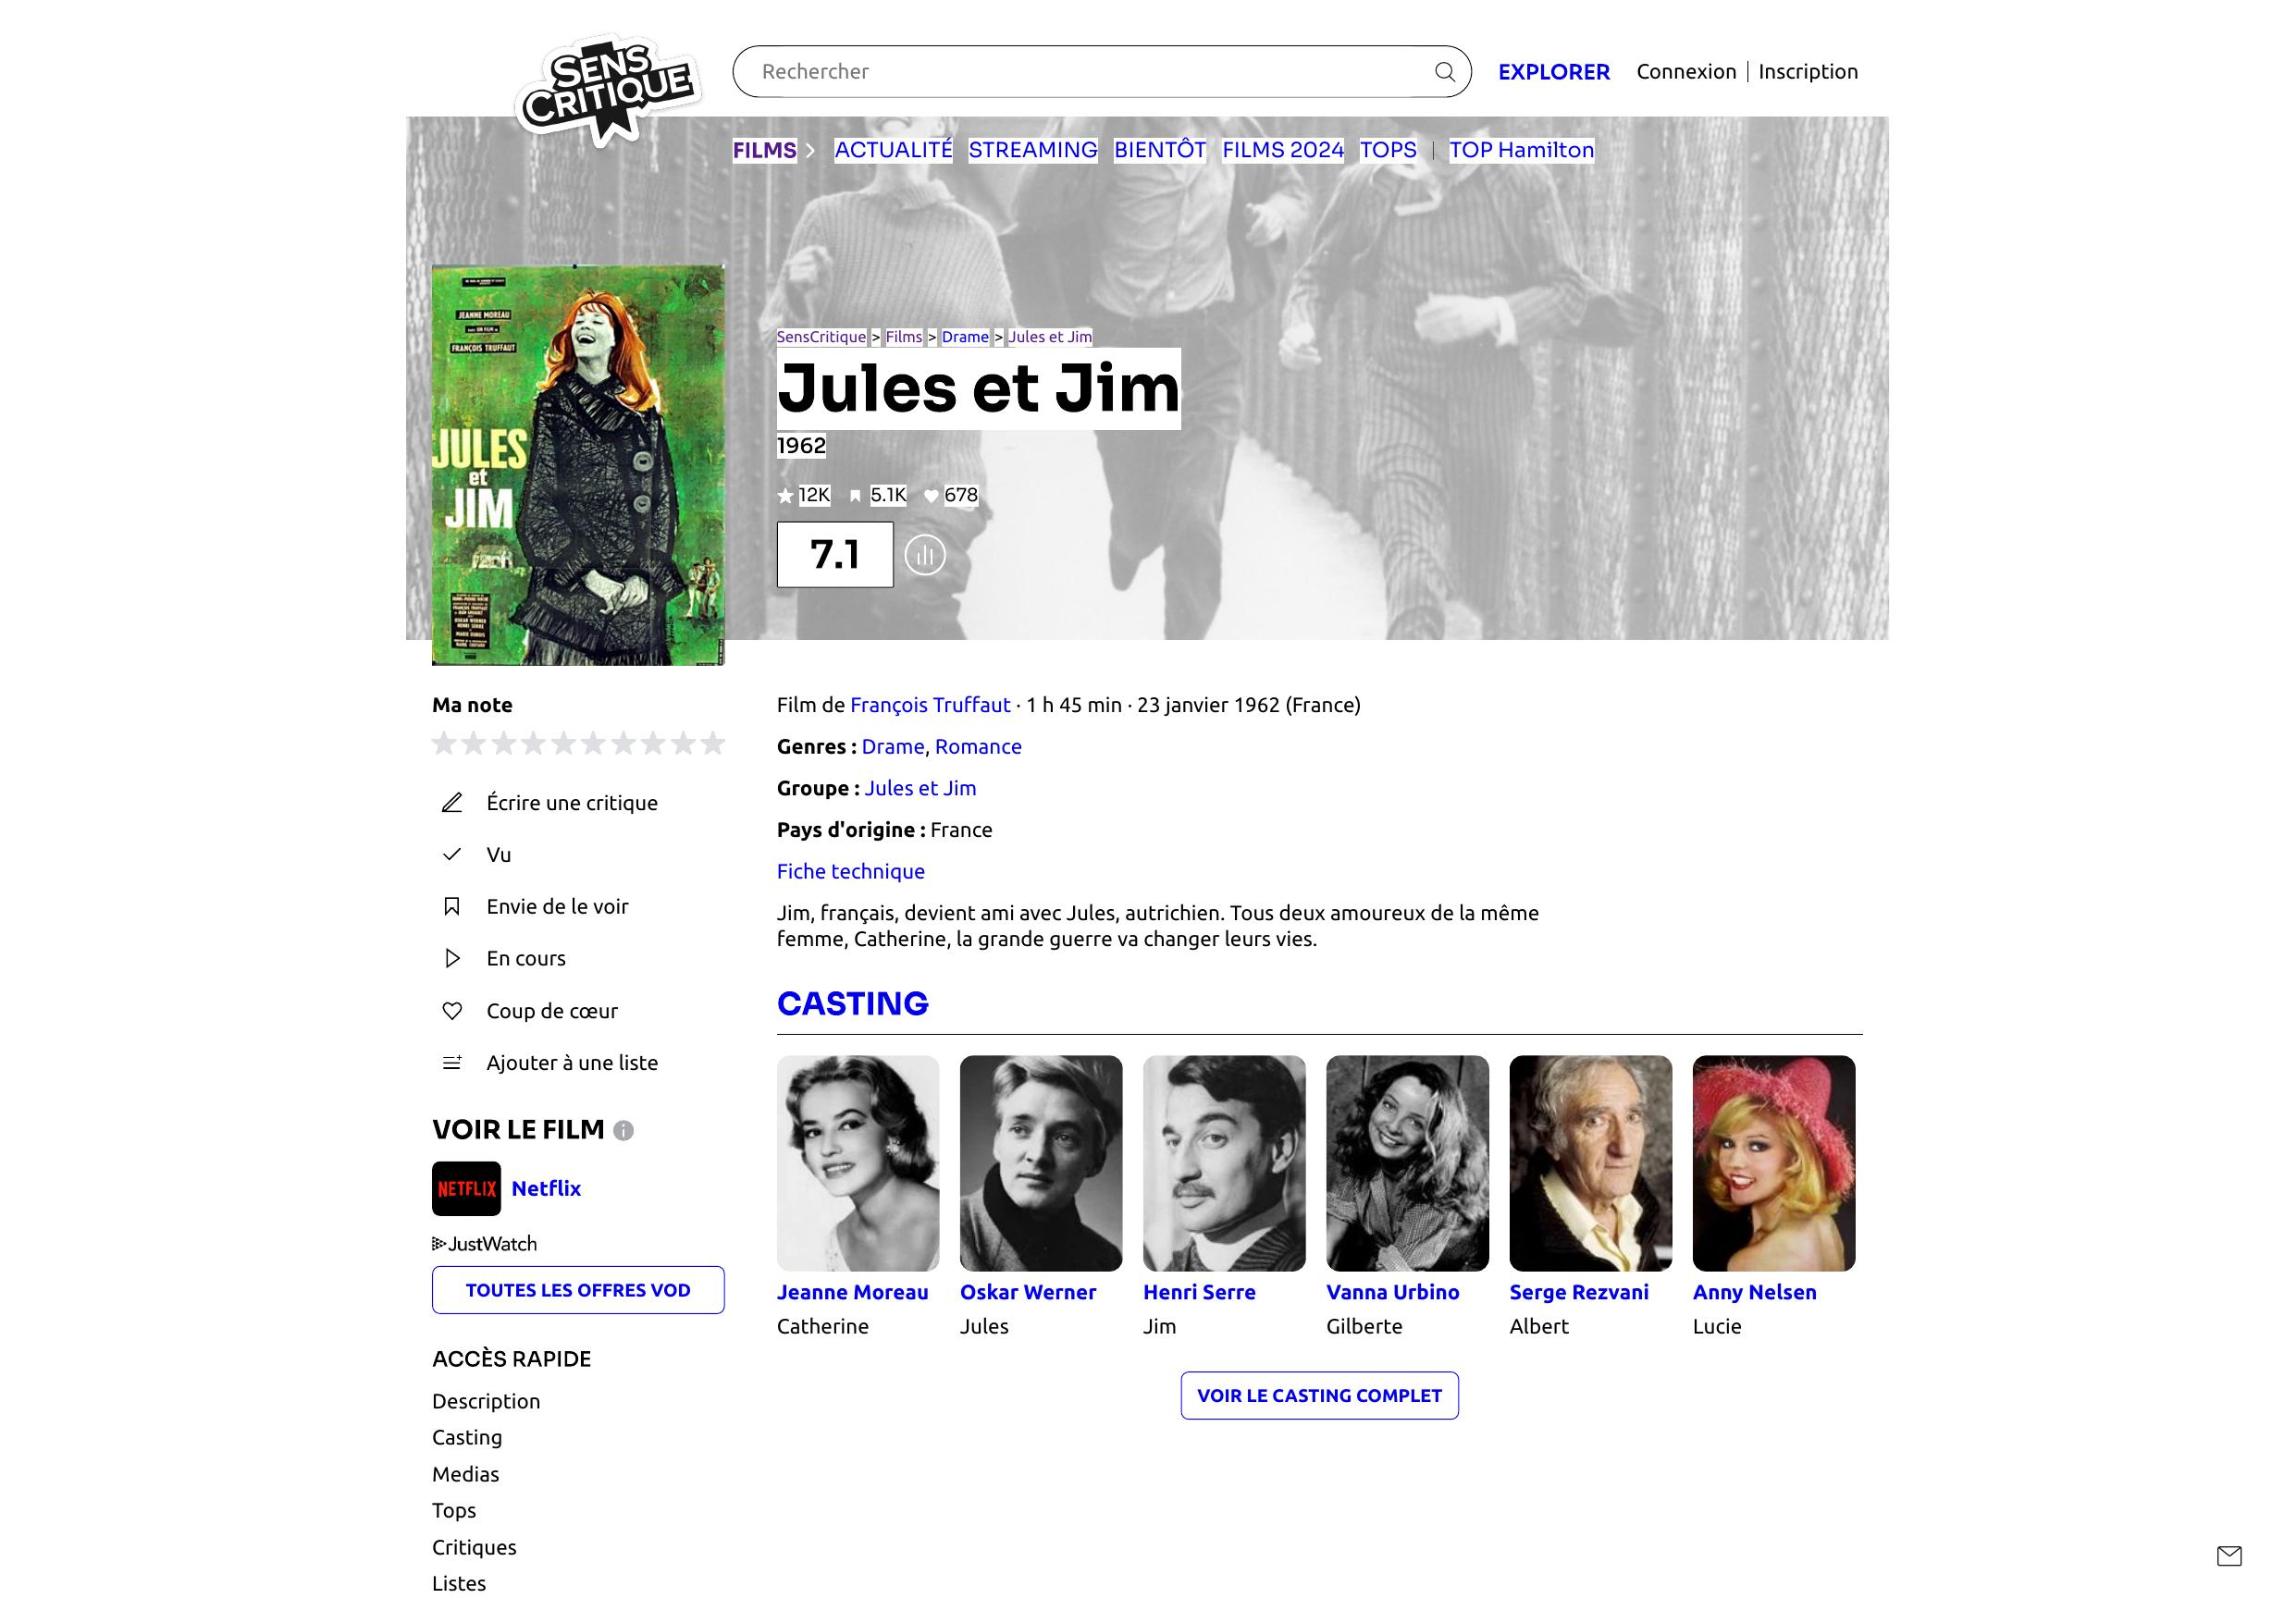 SENS
CRITIQUE
Rechercher
EXPLORER
Connexion | Inscription
FILMS
ACTUALITÉ
STREAMING
BIENTÔT
FILMS 2024
TOPS
|
TOP Hamilton
JEANNE MOREAU
FRANÇOIS TRUFFAUT
JULES
et
JIM
SensCritique > Films > Drame > Jules et Jim
Jules et Jim
1962
12K
5.1K
678
7.1
Ma note
Écrire une critique
Vu
Envie de le voir
En cours
Coup de cœur
Ajouter à une liste
VOIR LE FILM
NETFLIX
Netflix
JustWatch
TOUTES LES OFFRES VOD
ACCÈS RAPIDE
Description
Casting
Medias
Tops
Critiques
Listes
Film de François Truffaut · 1 h 45 min · 23 janvier 1962 (France)
Genres : Drame, Romance
Groupe : Jules et Jim
Pays d'origine : France
Fiche technique
Jim, français, devient ami avec Jules, autrichien. Tous deux amoureux de la même
femme, Catherine, la grande guerre va changer leurs vies.
CASTING
Jeanne Moreau
Catherine
Oskar Werner
Jules
Henri Serre
Jim
Vanna Urbino
Gilberte
Serge Rezvani
Albert
Anny Nelsen
Lucie
VOIR LE CASTING COMPLET